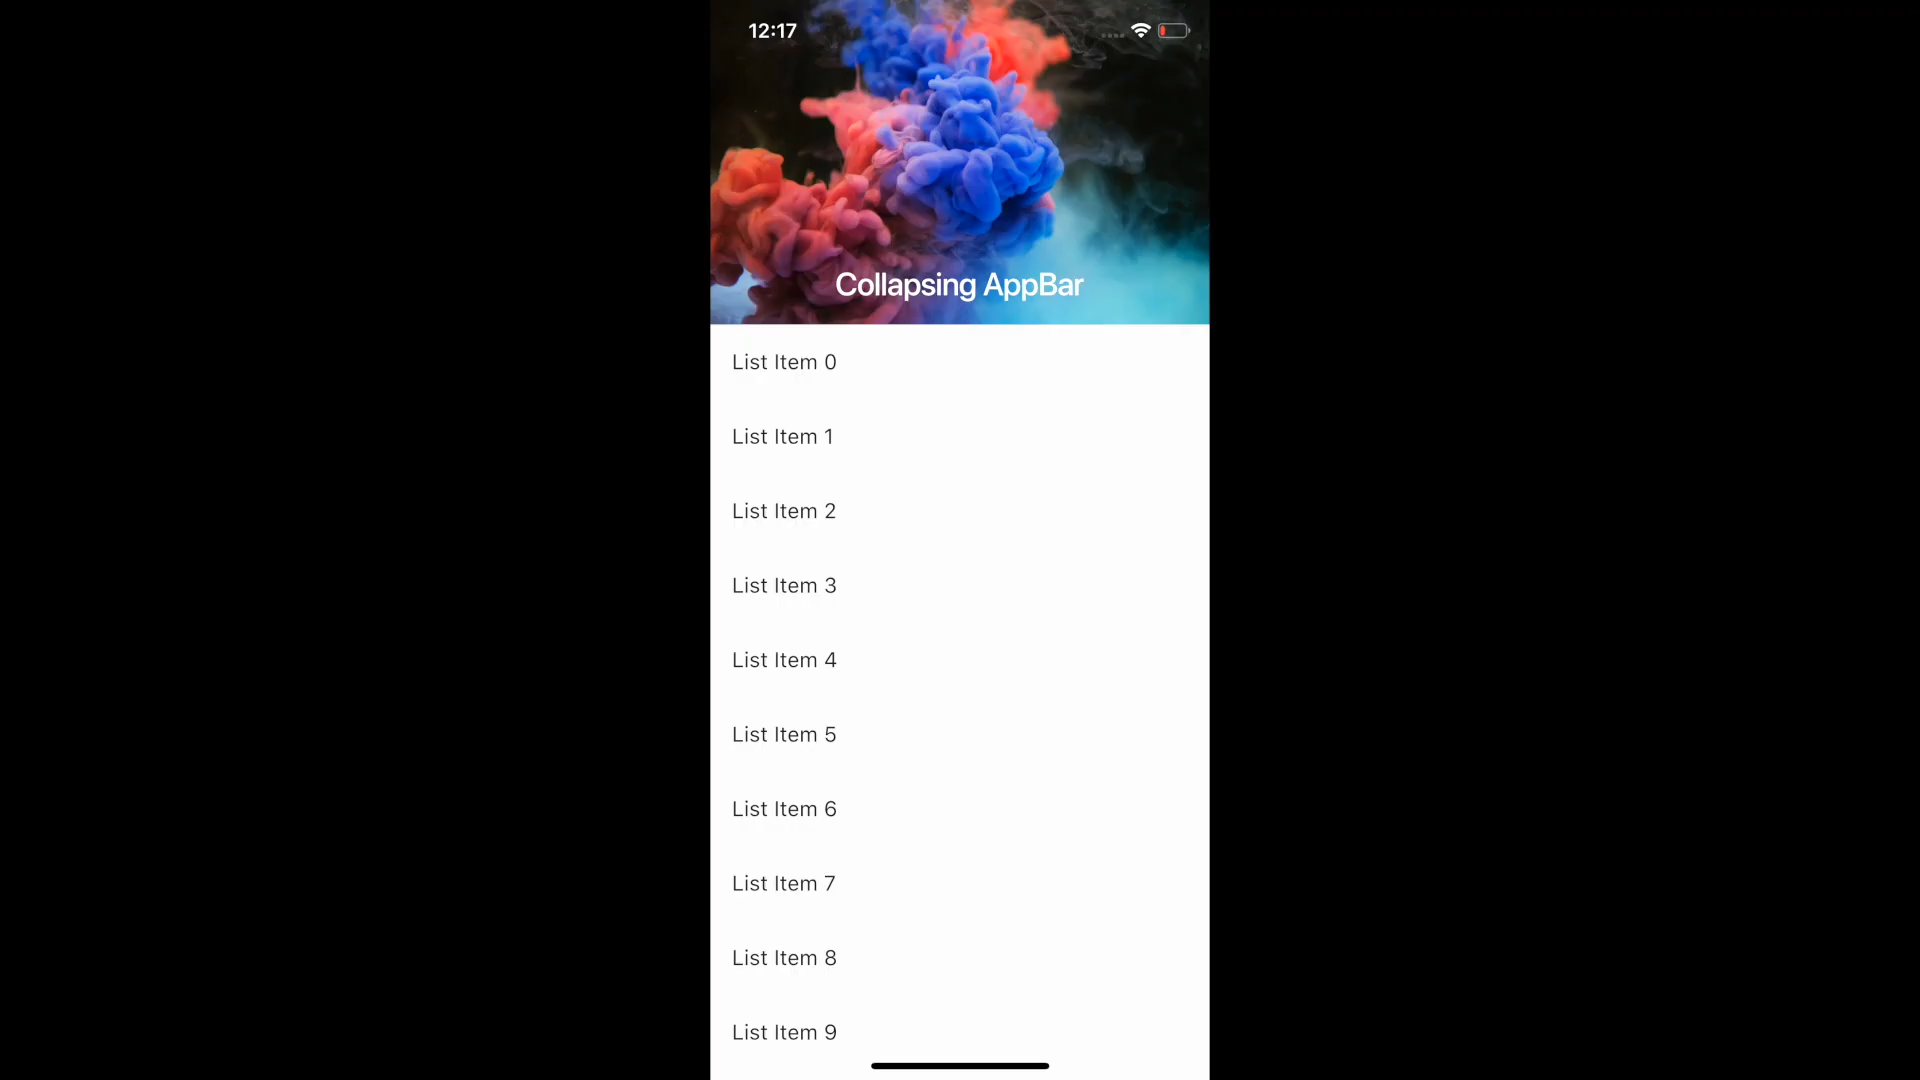 12:17
Collapsing AppBar
List Item 0
List Item 1
List Item 2
List Item 3
List Item 4
List Item 5
List Item 6
List Item 7
List Item 8
List Item 9